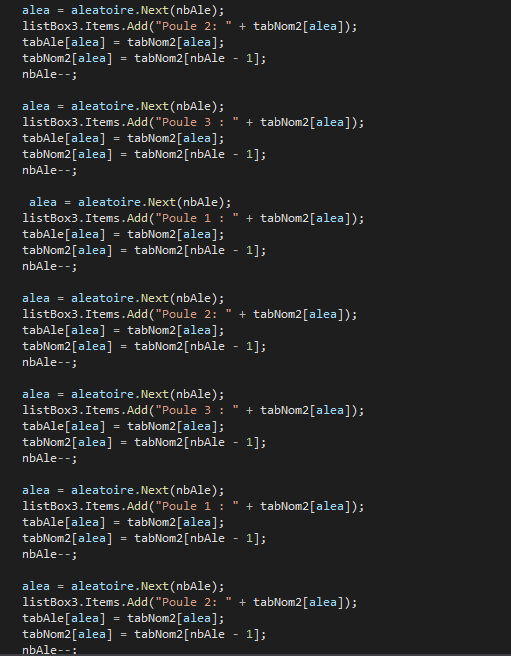 alea = aleatoire.Next(nbAle);
listBox3.Items.Add("Poule 2: " + tabNom2[alea]);
tabAle[alea] = tabNom2[alea];
tabNom2[alea] = tabNom2[nbAle - 1];
nbAle--;

alea = aleatoire.Next(nbAle);
listBox3.Items.Add("Poule 3 : " + tabNom2[alea]);
tabAle[alea] = tabNom2[alea];
tabNom2[alea] = tabNom2[nbAle - 1];
nbAle--;

 alea = aleatoire.Next(nbAle);
listBox3.Items.Add("Poule 1 : " + tabNom2[alea]);
tabAle[alea] = tabNom2[alea];
tabNom2[alea] = tabNom2[nbAle - 1];
nbAle--;

alea = aleatoire.Next(nbAle);
listBox3.Items.Add("Poule 2: " + tabNom2[alea]);
tabAle[alea] = tabNom2[alea];
tabNom2[alea] = tabNom2[nbAle - 1];
nbAle--;

alea = aleatoire.Next(nbAle);
listBox3.Items.Add("Poule 3 : " + tabNom2[alea]);
tabAle[alea] = tabNom2[alea];
tabNom2[alea] = tabNom2[nbAle - 1];
nbAle--;

alea = aleatoire.Next(nbAle);
listBox3.Items.Add("Poule 1 : " + tabNom2[alea]);
tabAle[alea] = tabNom2[alea];
tabNom2[alea] = tabNom2[nbAle - 1];
nbAle--;

alea = aleatoire.Next(nbAle);
listBox3.Items.Add("Poule 2: " + tabNom2[alea]);
tabAle[alea] = tabNom2[alea];
tabNom2[alea] = tabNom2[nbAle - 1];
nbAle--;